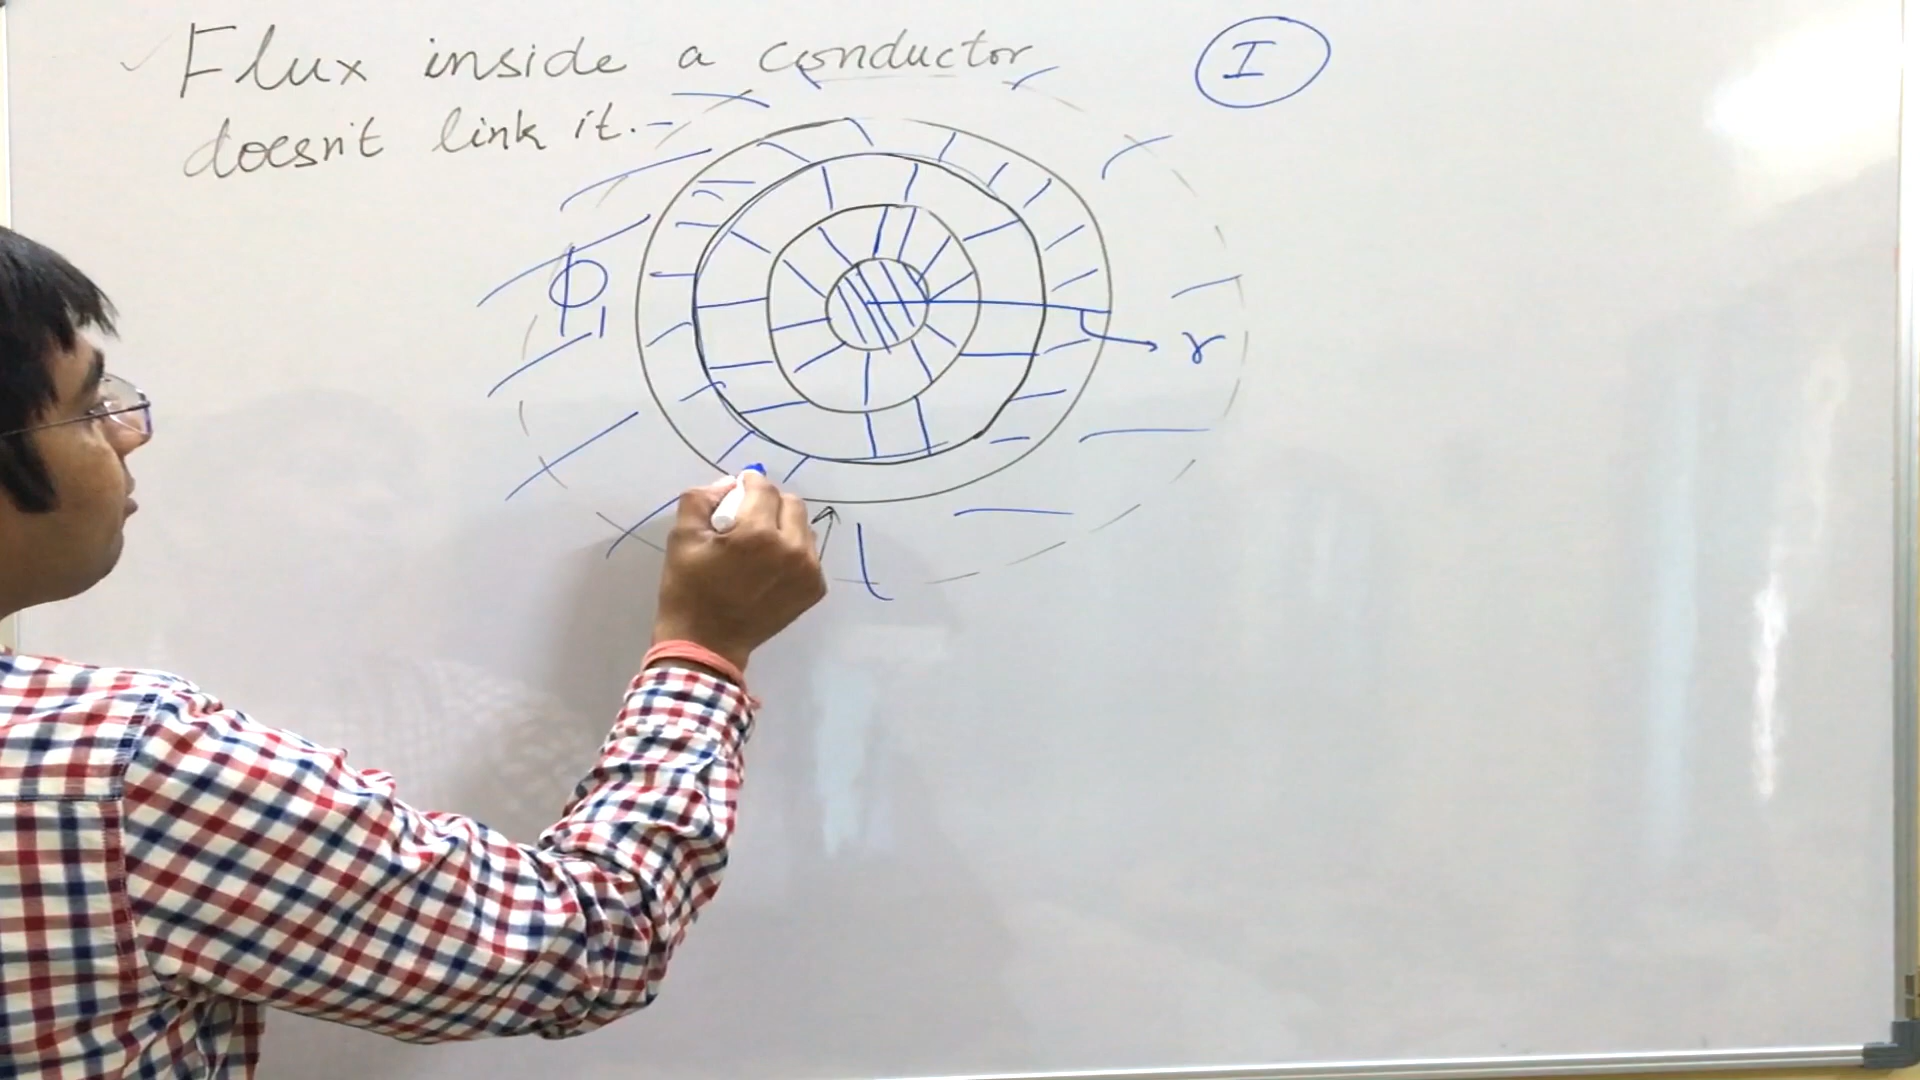 Flux inside a conductor
doesn't link it.
I
ϕ₁
r